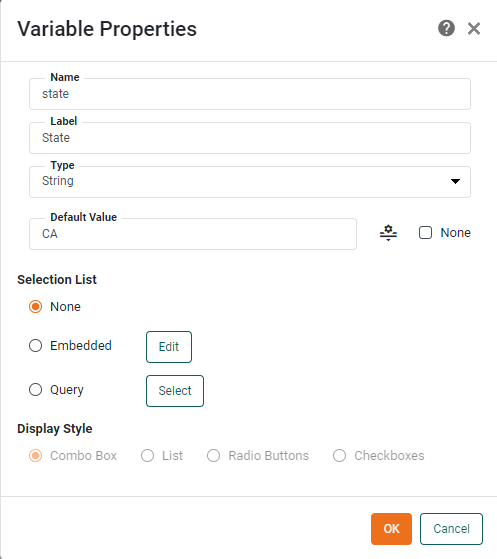 Variable Properties
Name
state
Label
State
Type
String
Default Value
CA
None
Selection List
None
Embedded
Edit
Query
Select
Display Style
Combo Box List Radio Buttons Checkboxes
OK Cancel